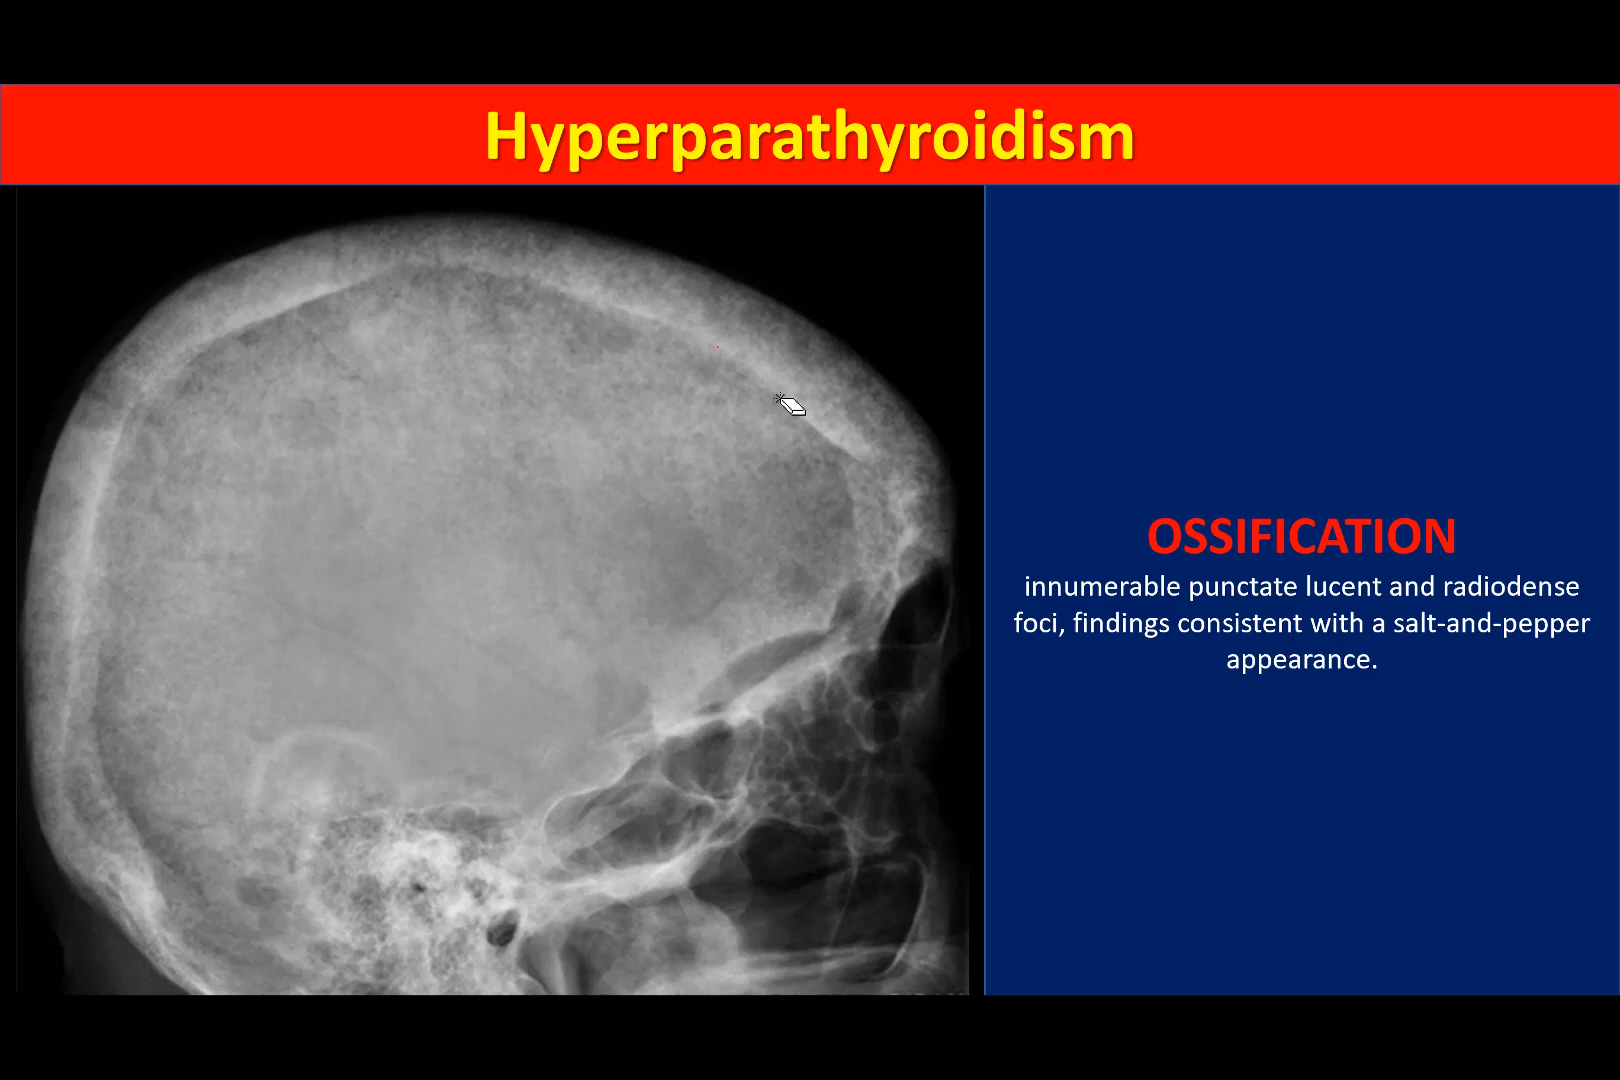 Hyperparathyroidism
OSSIFICATION
innumerable punctate lucent and radiodense
foci, findings consistent with a salt-and-pepper
appearance.